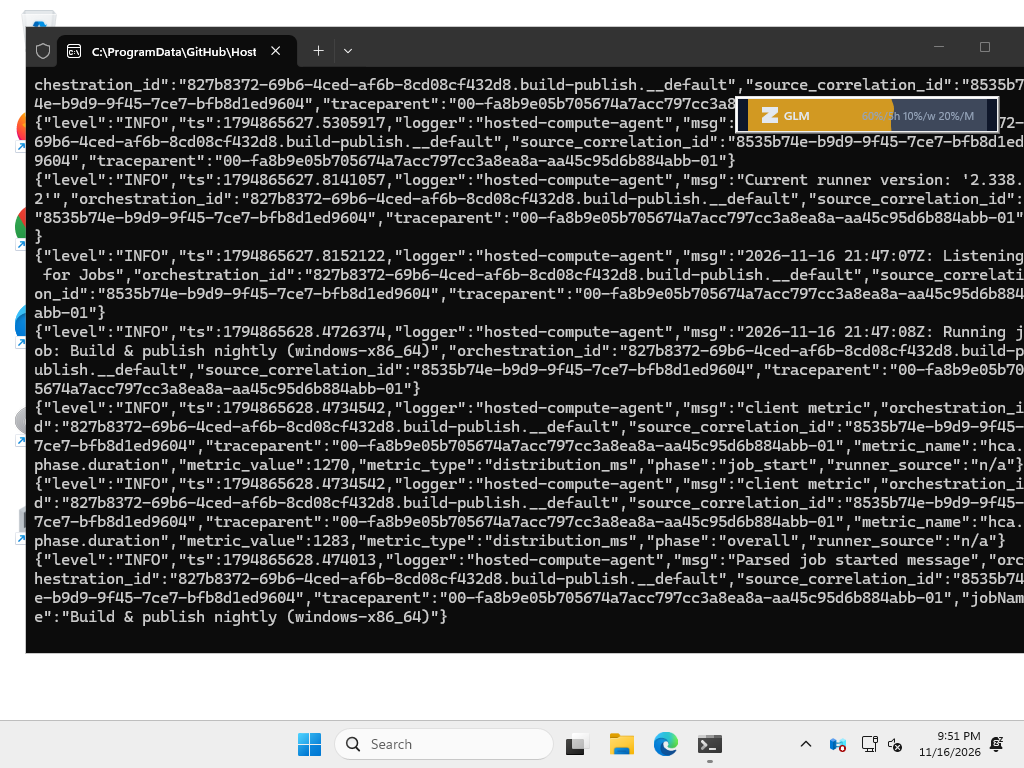 C:\ProgramData\GitHub\Host
chestration_id":"827b8372-69b6-4ced-af6b-8cd08cf432d8.build-publish.__default","source_correlation_id":"8535b7
4e-b9d9-9f45-7ce7-bfb8d1ed9604","traceparent":"00-fa8b9e05b705674a7acc797cc3a8
GLM
10%/w 20%/M
{"level":"INFO","ts":1794865627.5305917,"logger":"hosted-compute-agent","msg":
69b6-4ced-af6b-8cd08cf432d8.build-publish.__default","source_correlation_id":"8535b74e-b9d9-9f45-7ce7-bfb8d1ed
9604","traceparent":"00-fa8b9e05b705674a7acc797cc3a8ea8a-aa45c95d6b884abb-01"}
{"level":"INFO","ts":1794865627.8141057,"logger":"hosted-compute-agent","msg":"Current runner version: '2.338.
2'","orchestration_id":"827b8372-69b6-4ced-af6b-8cd08cf432d8.build-publish.__default","source_correlation_id":
"8535b74e-b9d9-9f45-7ce7-bfb8d1ed9604","traceparent":"00-fa8b9e05b705674a7acc797cc3a8ea8a-aa45c95d6b884abb-01"
}
{"level":"INFO","ts":1794865627.8152122,"logger":"hosted-compute-agent","msg":"2026-11-16 21:47:07Z: Listening
for Jobs","orchestration_id":"827b8372-69b6-4ced-af6b-8cd08cf432d8.build-publish.__default","source_correlati
on_id":"8535b74e-b9d9-9f45-7ce7-bfb8d1ed9604","traceparent":"00-fa8b9e05b705674a7acc797cc3a8ea8a-aa45c95d6b884
abb-01"}
{"level":"INFO","ts":1794865628.4726374,"logger":"hosted-compute-agent","msg":"2026-11-16 21:47:08Z: Running j
ob: Build & publish nightly (windows-x86_64)","orchestration_id":"827b8372-69b6-4ced-af6b-8cd08cf432d8.build-p
ublish.__default","source_correlation_id":"8535b74e-b9d9-9f45-7ce7-bfb8d1ed9604","traceparent":"00-fa8b9e05b70
5674a7acc797cc3a8ea8a-aa45c95d6b884abb-01"}
{"level":"INFO","ts":1794865628.4734542,"logger":"hosted-compute-agent","msg":"client metric","orchestration_i
d":"827b8372-69b6-4ced-af6b-8cd08cf432d8.build-publish.__default","source_correlation_id":"8535b74e-b9d9-9f45-
7ce7-bfb8d1ed9604","traceparent":"00-fa8b9e05b705674a7acc797cc3a8ea8a-aa45c95d6b884abb-01","metric_name":"hca.
phase.duration","metric_value":1270,"metric_type":"distribution_ms","phase":"job_start","runner_source":"n/a"}
{"level":"INFO","ts":1794865628.4734542,"logger":"hosted-compute-agent","msg":"client metric","orchestration_i
d":"827b8372-69b6-4ced-af6b-8cd08cf432d8.build-publish.__default","source_correlation_id":"8535b74e-b9d9-9f45-
7ce7-bfb8d1ed9604","traceparent":"00-fa8b9e05b705674a7acc797cc3a8ea8a-aa45c95d6b884abb-01","metric_name":"hca.
phase.duration","metric_value":1283,"metric_type":"distribution_ms","phase":"overall","runner_source":"n/a"}
{"level":"INFO","ts":1794865628.474013,"logger":"hosted-compute-agent","msg":"Parsed job started message","orc
hestration_id":"827b8372-69b6-4ced-af6b-8cd08cf432d8.build-publish.__default","source_correlation_id":"8535b74
e-b9d9-9f45-7ce7-bfb8d1ed9604","traceparent":"00-fa8b9e05b705674a7acc797cc3a8ea8a-aa45c95d6b884abb-01","jobNam
e":"Build & publish nightly (windows-x86_64)"}
Search
9:51 PM
11/16/2026